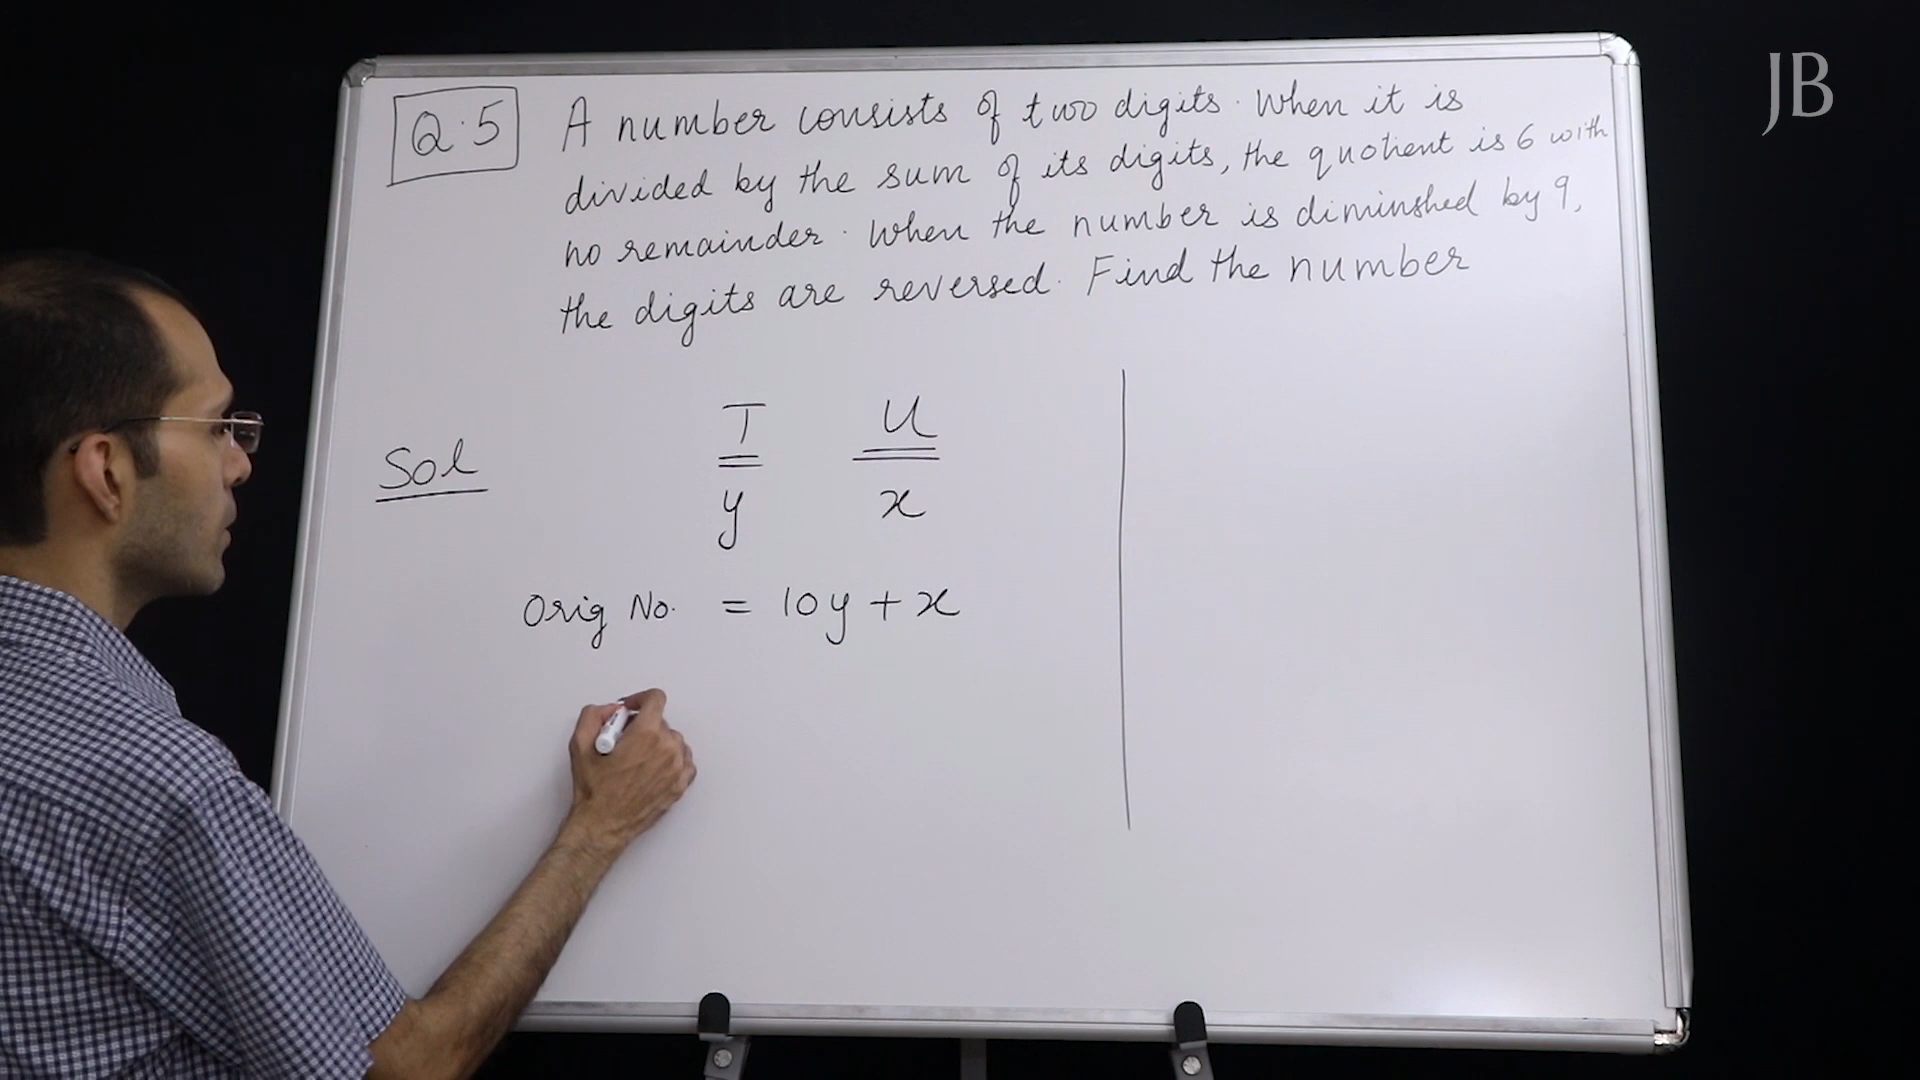 JB
Q.5 A number consists of two digits. When it is
divided by the sum of its digits, the quotient is 6 with
no remainder. When the number is diminshed by 9,
the digits are reversed. Find the number
Sol
T U
y x
Orig No. = 10y + x